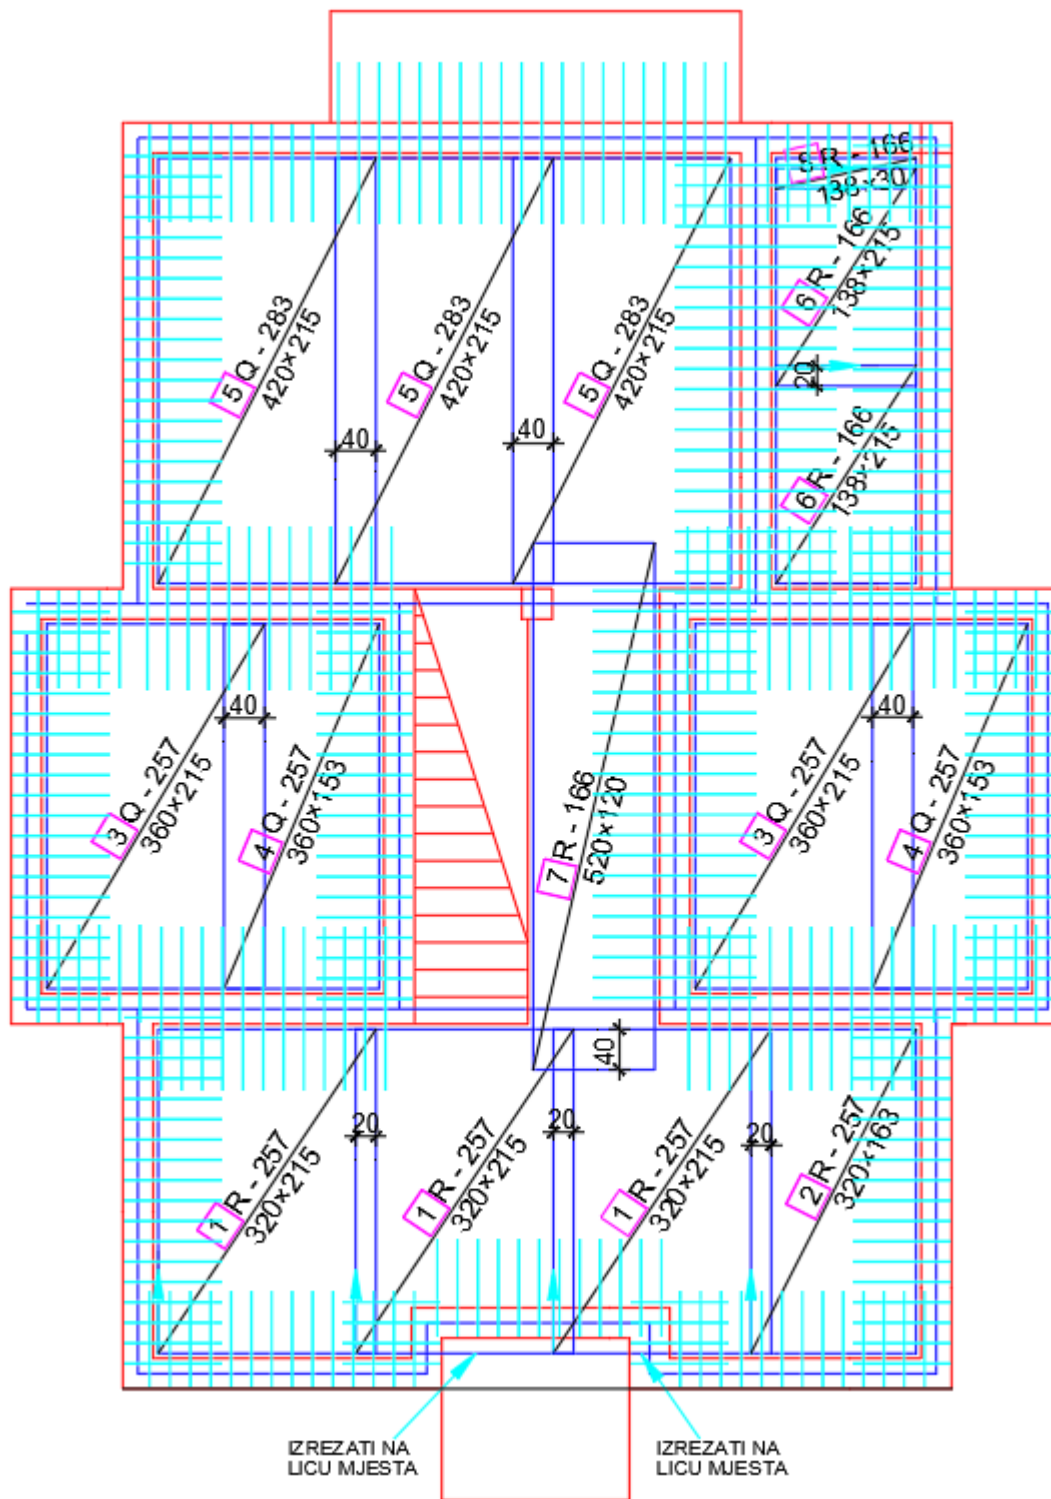 8 R - 166
138×30
6 R - 166
138×215
5 Q - 283
420×215
5 Q - 283
420×215
5 Q - 283
420×215
20
40
40
6 R - 166
138×215
40
40
3 Q - 257
360×215
4 Q - 257
360×153
7 R - 166
520×120
3 Q - 257
360×215
4 Q - 257
360×153
40
20
20
20
1 R - 257
320×215
1 R - 257
320×215
1 R - 257
320×215
2 R - 257
320×163
IZREZATI NA
LICU MJESTA
IZREZATI NA
LICU MJESTA